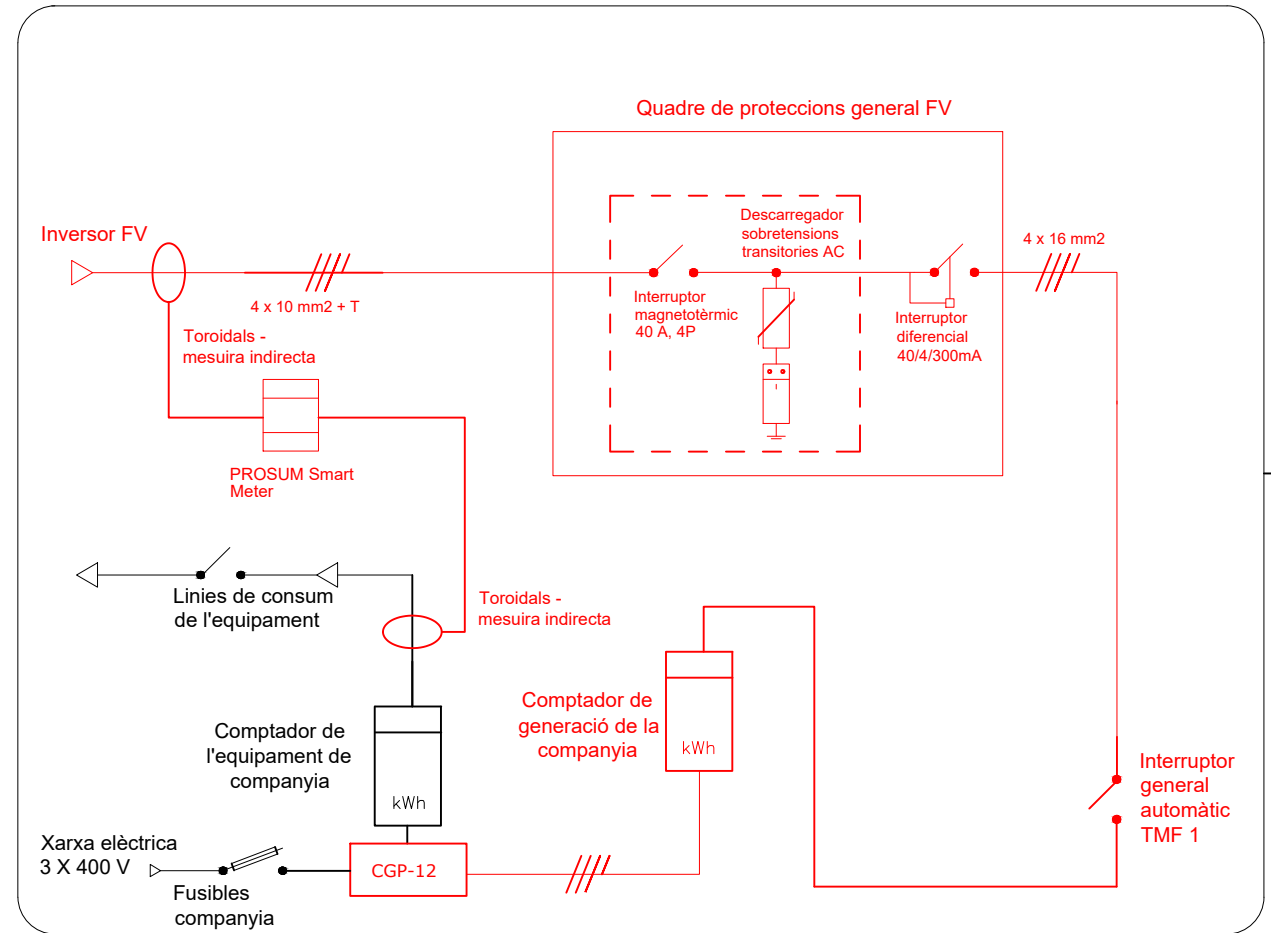 Quadre de proteccions general FV
Inversor FV
4 x 10 mm2 + T
Descarregador
sobretensions
transitories AC
Interruptor
magnetotèrmic
40 A, 4P
Interruptor
diferencial
40/4/300mA
4 x 16 mm2
Toroidals -
mesuira indirecta
PROSUM Smart
Meter
Linies de consum
de l'equipament
Toroidals -
mesuira indirecta
Comptador de
l'equipament de
companyia
kWh
Comptador de
generació de la
companyia
kWh
Interruptor
general
automàtic
TMF 1
Xarxa elèctrica
3 X 400 V
Fusibles
companyia
CGP-12